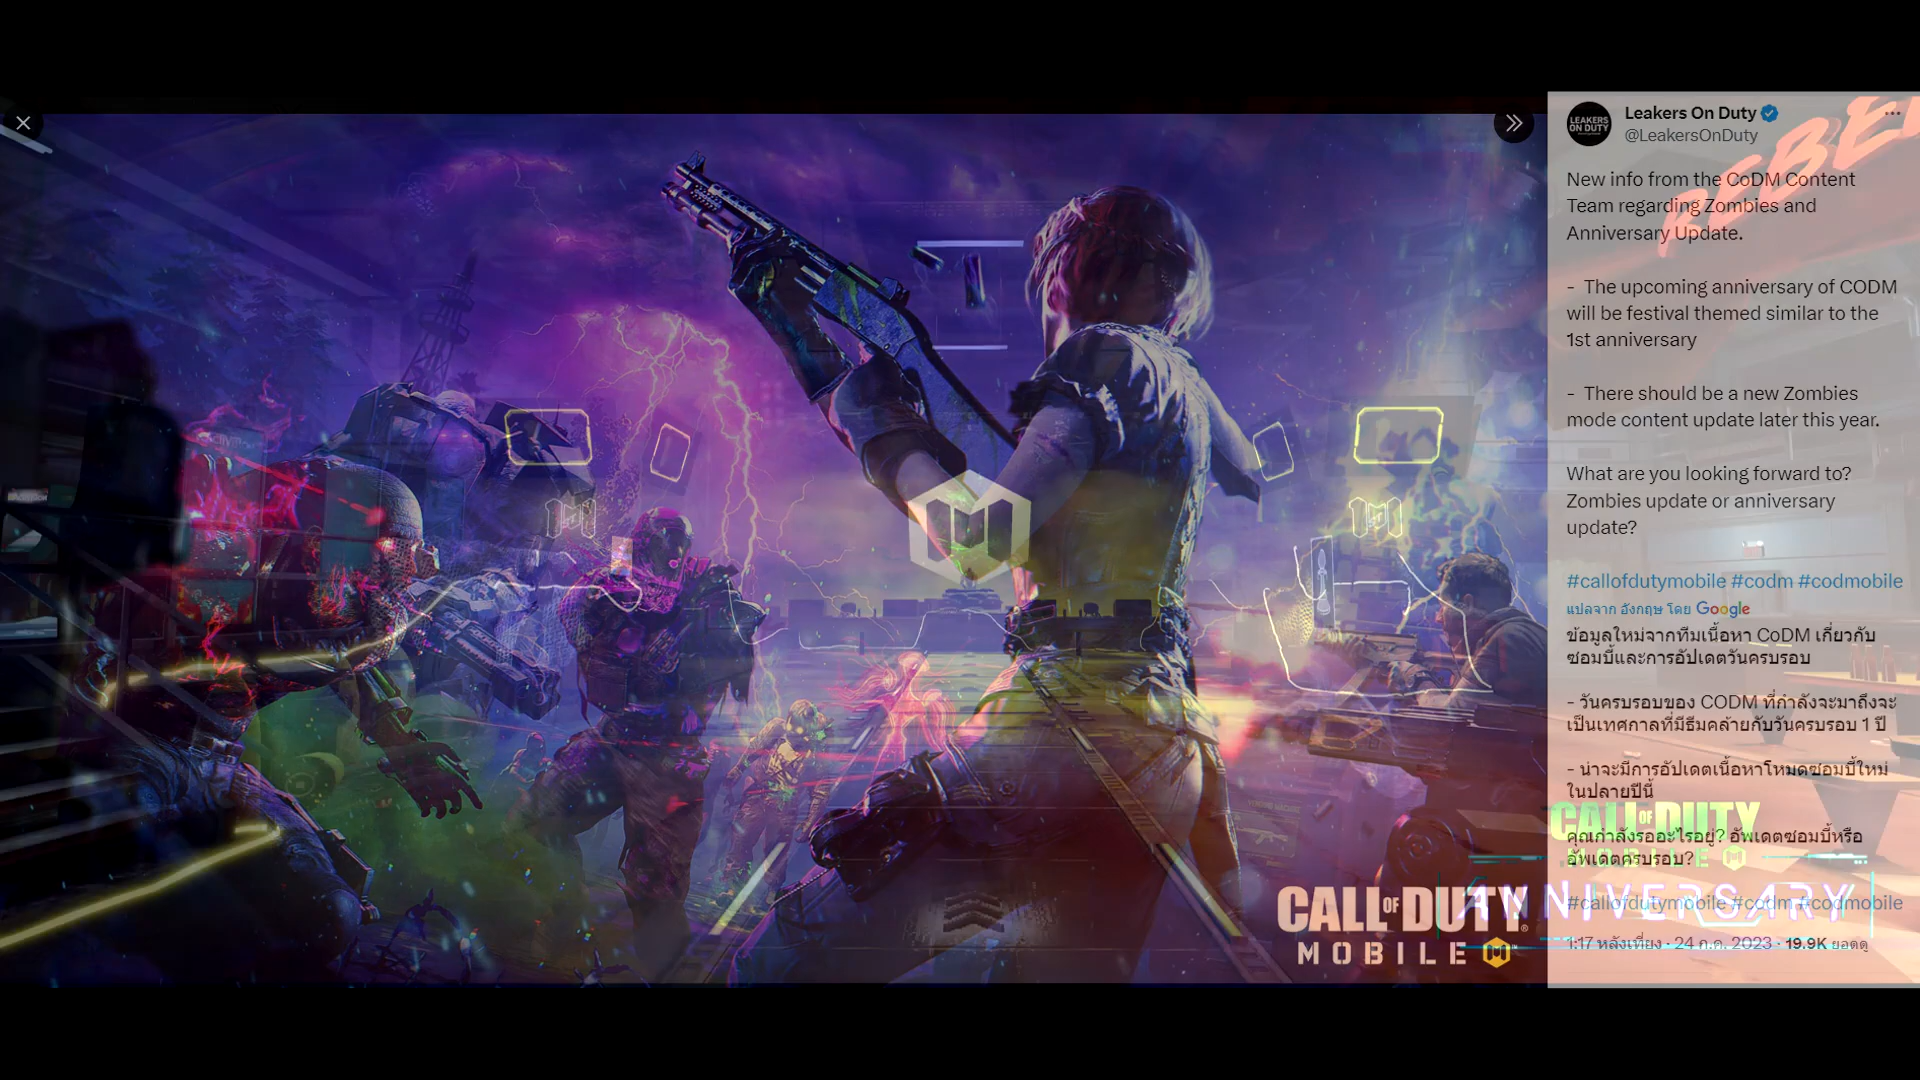 Leakers On Duty
@LeakersOnDuty
LEAKERS
ON DUTY
New info from the CoDM Content
Team regarding Zombies and
Anniversary Update.
- The upcoming anniversary of CODM
will be festival themed similar to the
1st anniversary
- There should be a new Zombies
mode content update later this year.
What are you looking forward to?
Zombies update or anniversary
update?
#callofdutymobile #codm #codmobile
แปลจาก อังกฤษ โดย Google
ข้อมูลใหม่จากทีมเนื้อหา CoDM เกี่ยวกับ
ซอมบี้และการอัปเดตวันครบรอบ
- วันครบรอบของ CODM ที่กำลังจะมาถึงจะ
เป็นเทศกาลที่มีธีมคล้ายกับวันครบรอบ 1 ปี
- น่าจะมีการอัปเดตเนื้อหาโหมดซอมบี้ใหม่
ในปลายปีนี้
คุณกำลังรออะไรอยู่? อัพเดตซอมบี้หรือ
อัพเดตครบรอบ?
#callofdutymobile #codm #codmobile
1:17 หลังเที่ยง · 24 ก.ค. 2023 · 19.9K ยอดดู
CALL OF DUTY
MOBILE
ANNIVERSARY
CALL OF DUTY
MOBILE